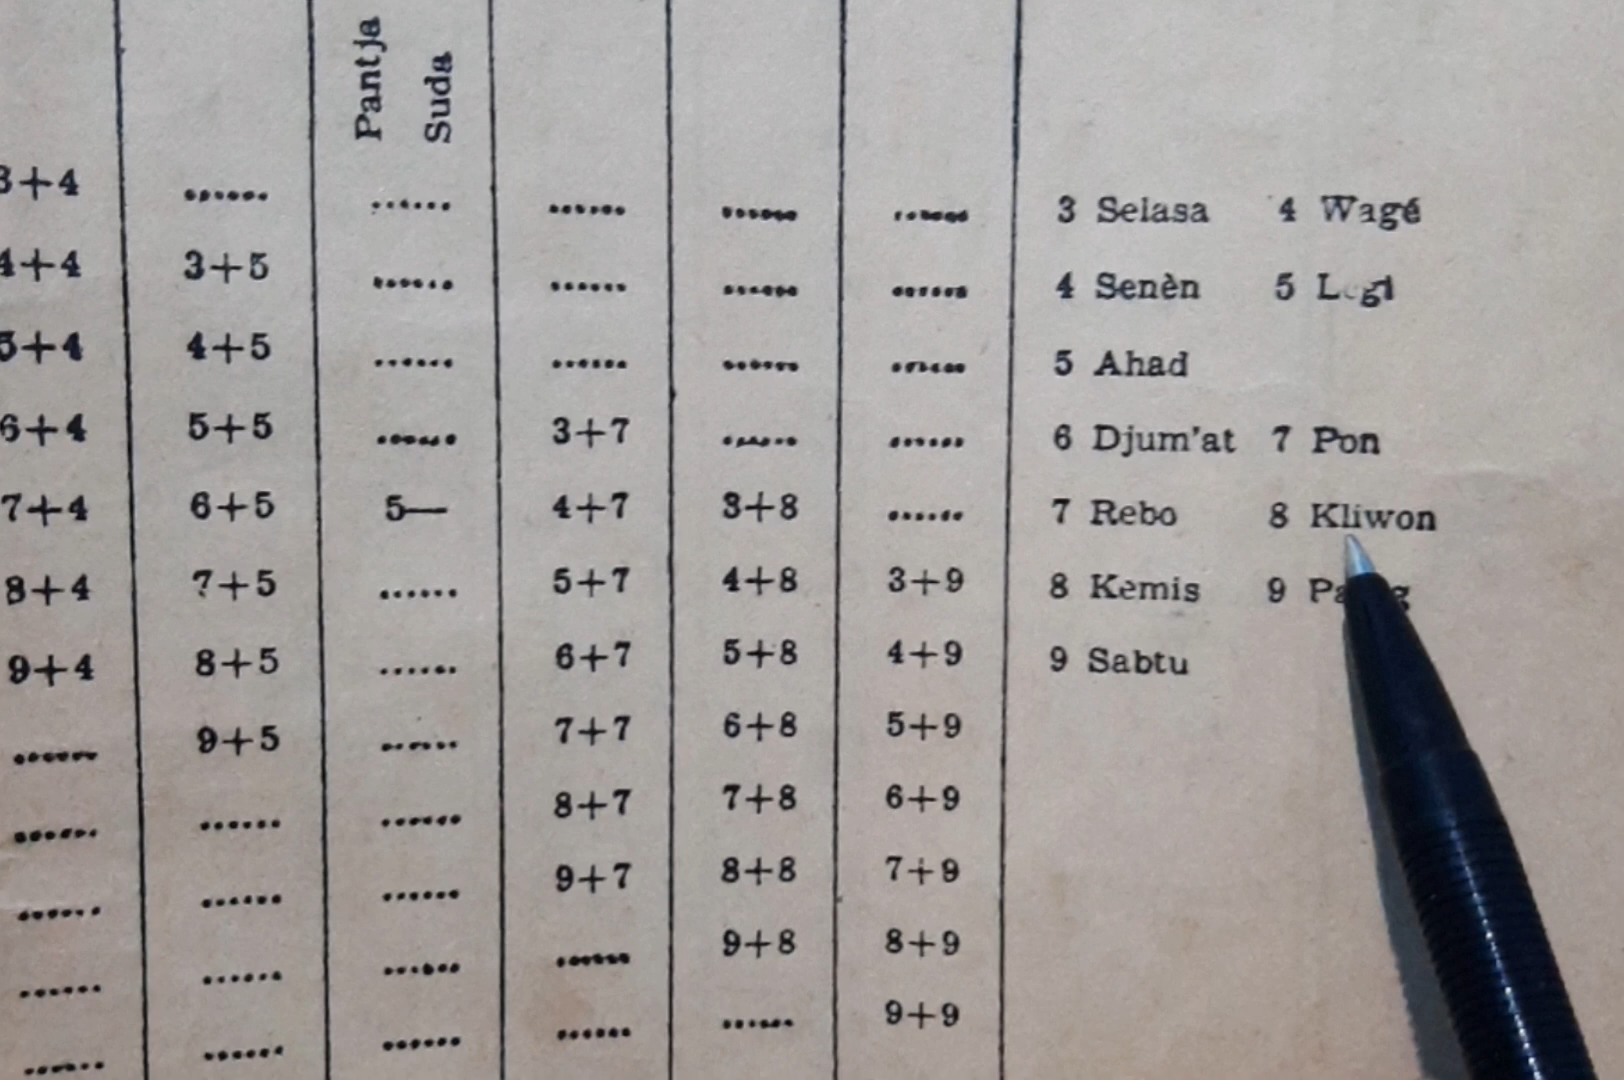 Pantja
Suda
3+4 ...... ...... ...... ...... ...... 3 Selasa 4 Wagé
4+4 3+5 ...... ...... ...... ...... 4 Senèn 5 Legi
5+4 4+5 ...... ...... ...... ...... 5 Ahad
6+4 5+5 ...... 3+7 ...... ...... 6 Djum'at 7 Pon
7+4 6+5 5— 4+7 3+8 ...... 7 Rebo 8 Kliwon
8+4 7+5 ...... 5+7 4+8 3+9 8 Kemis 9
9+4 8+5 ...... 6+7 5+8 4+9 9 Sabtu
...... 9+5 ...... 7+7 6+8 5+9
...... ...... ...... 8+7 7+8 6+9
...... ...... ...... 9+7 8+8 7+9
...... ...... ...... ...... 9+8 8+9
...... ...... ...... ...... ...... 9+9